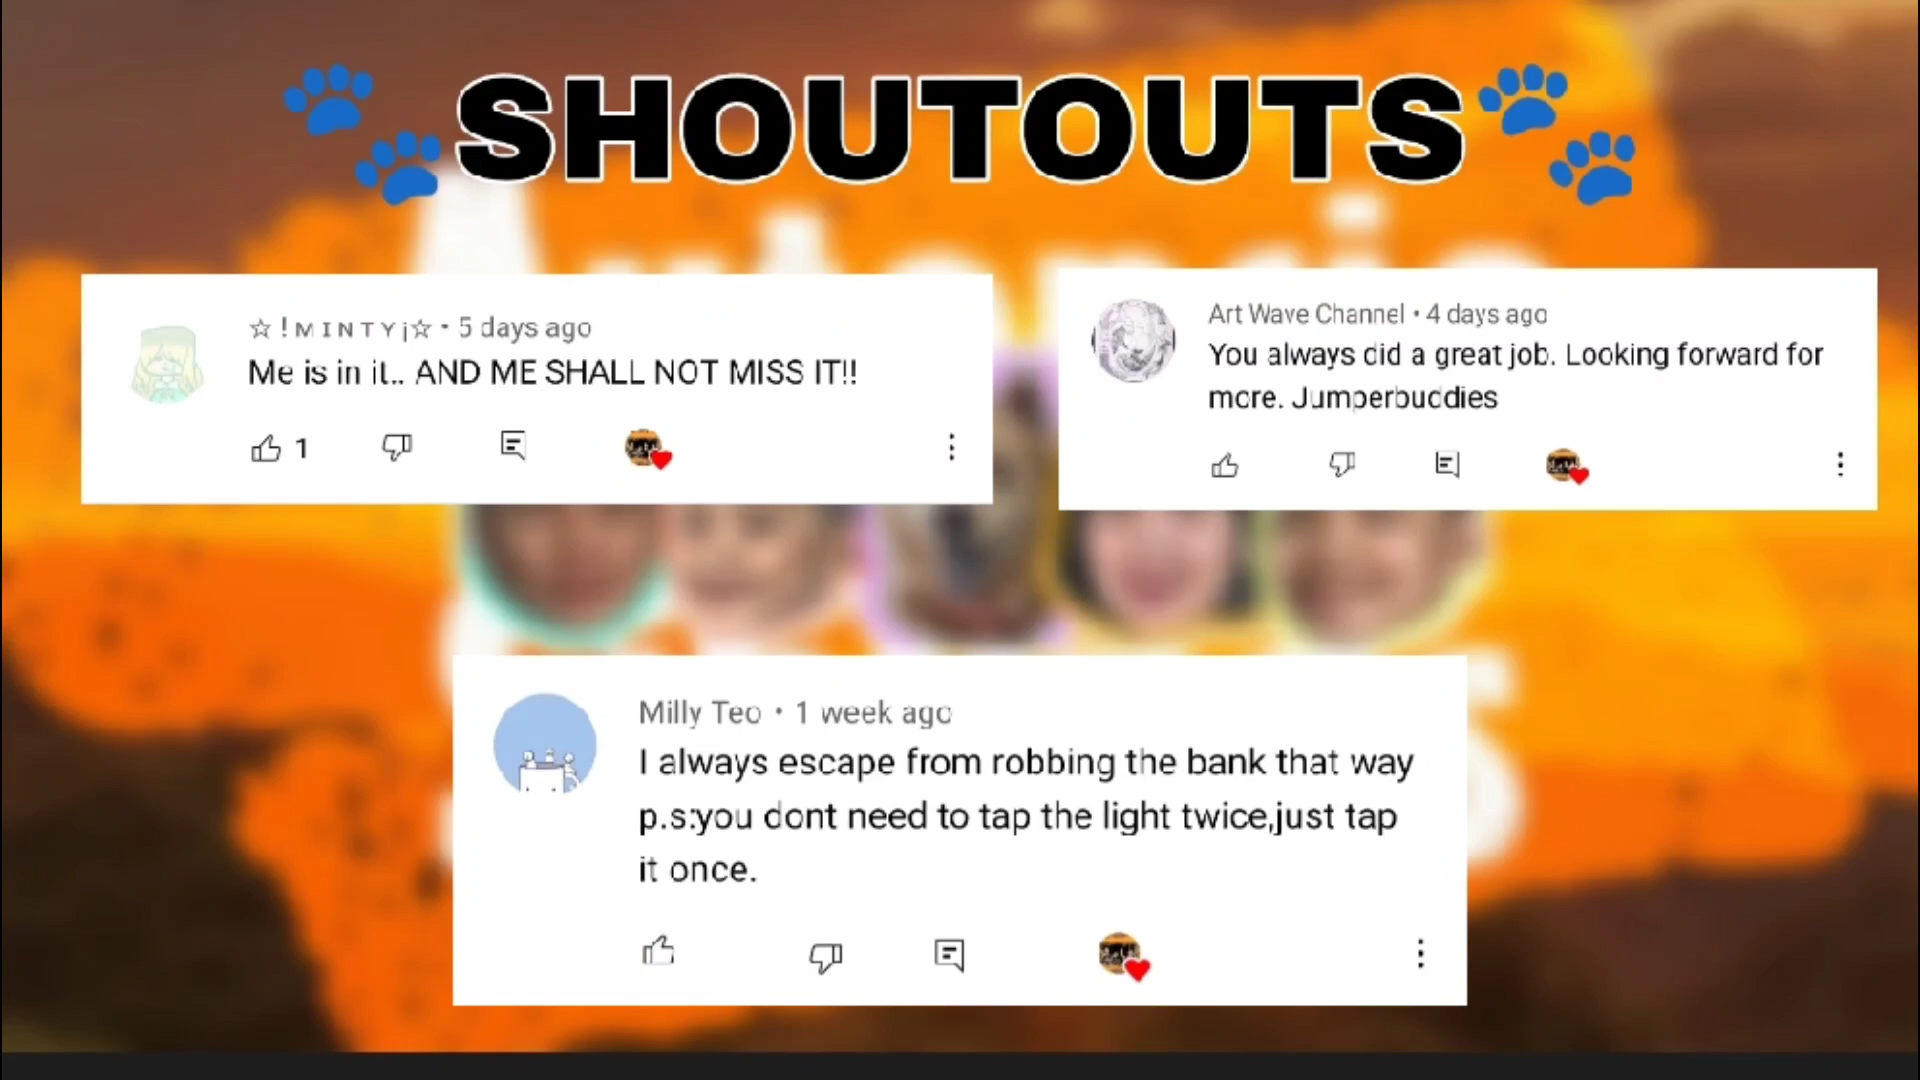 SHOUTOUTS
☆!ᴍɪɴᴛʏ¡☆ • 5 days ago
Me is in it.. AND ME SHALL NOT MISS IT!!
1
Art Wave Channel • 4 days ago
You always did a great job. Looking forward for
more. Jumperbuddies
Milly Teo • 1 week ago
I always escape from robbing the bank that way
p.s:you dont need to tap the light twice,just tap
it once.